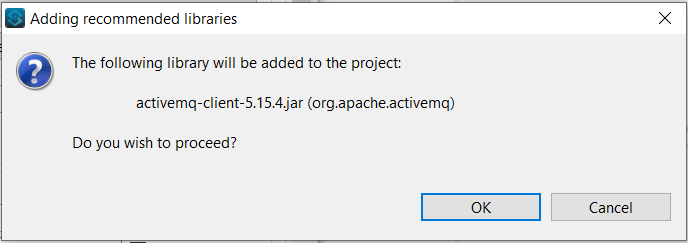 Adding recommended libraries
The following library will be added to the project:
activemq-client-5.15.4.jar (org.apache.activemq)
Do you wish to proceed?
OK
Cancel